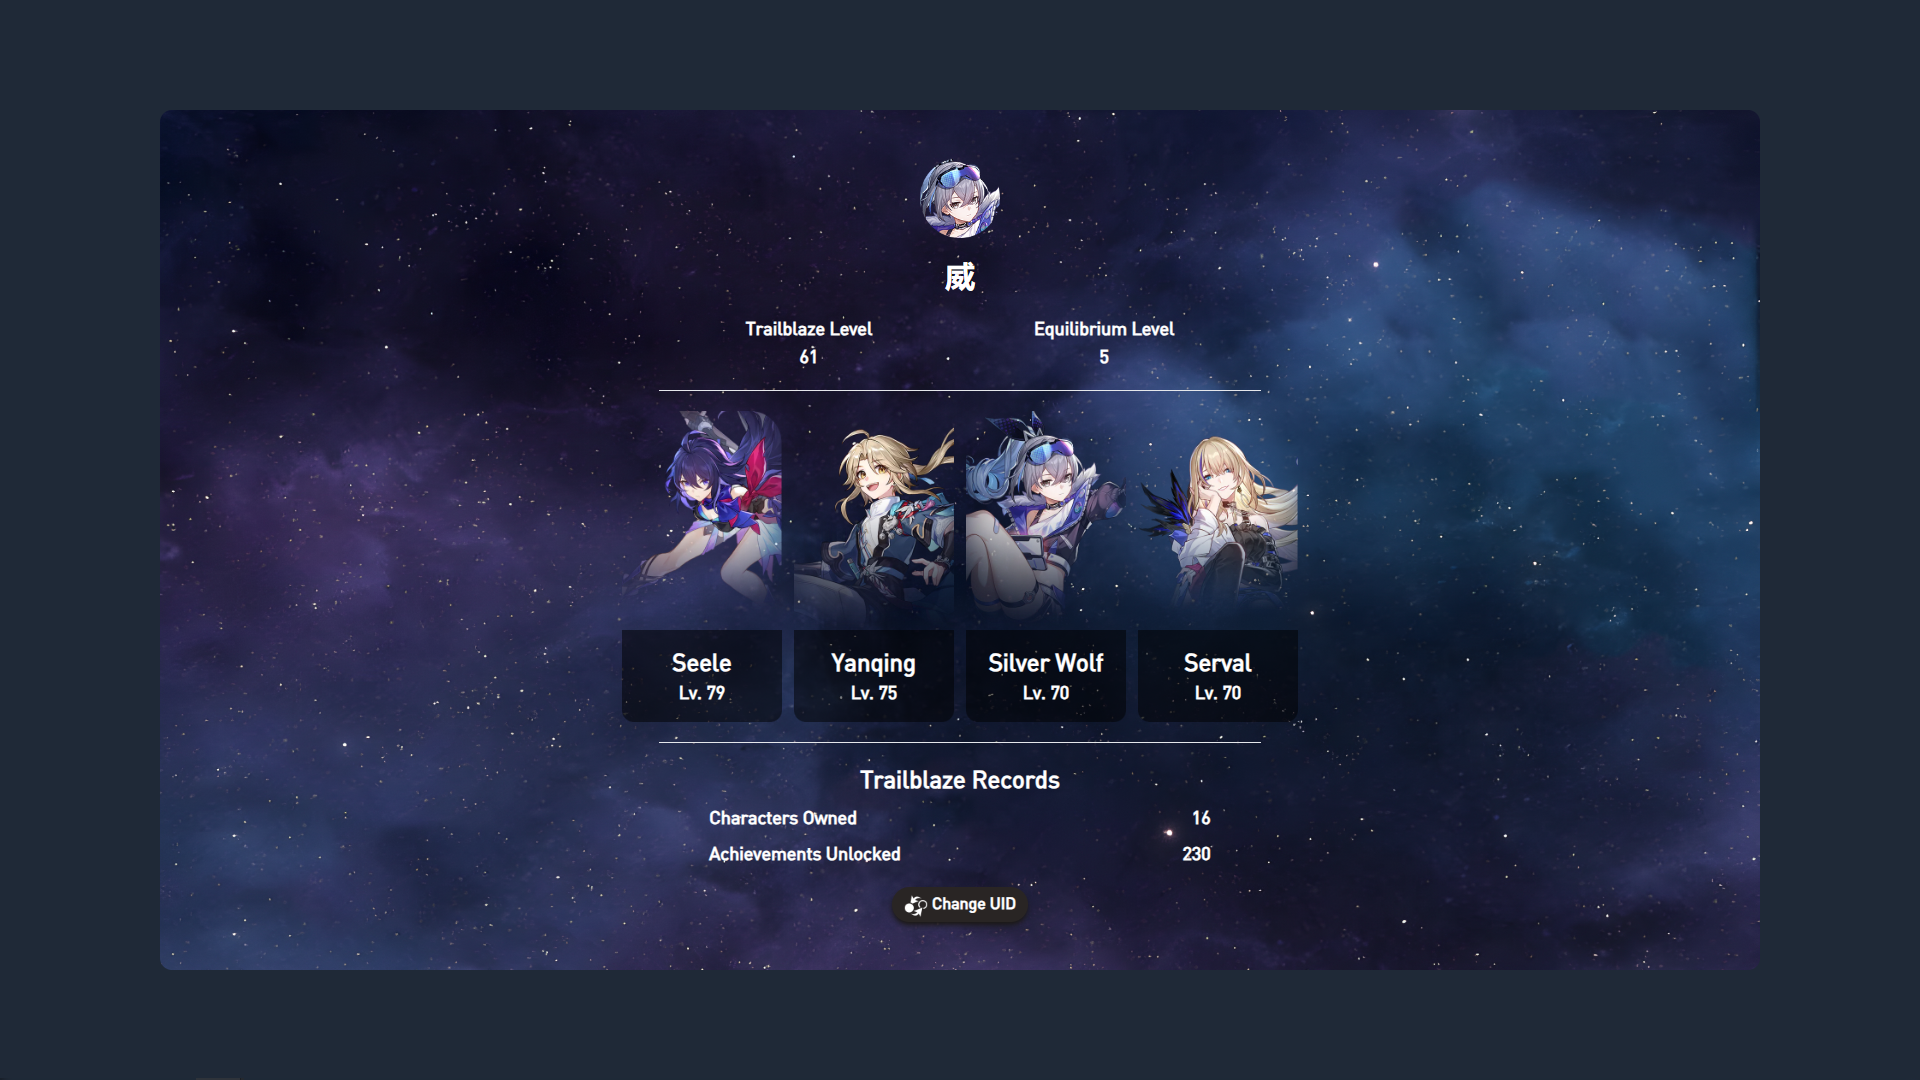 威
Trailblaze Level
61
Equilibrium Level
5
Seele
Lv. 79
Yanqing
Lv. 75
Silver Wolf
Lv. 70
Serval
Lv. 70
Trailblaze Records
Characters Owned 16
Achievements Unlocked 230
Change UID